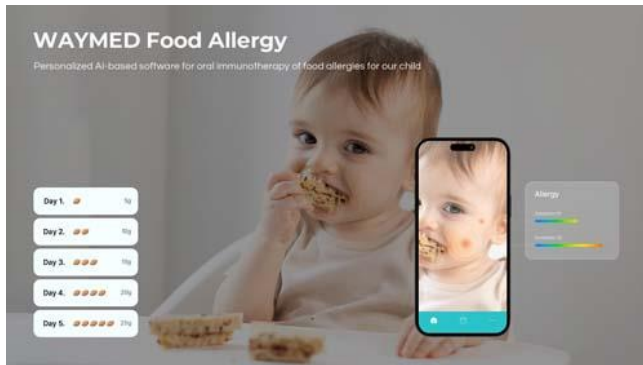 WAYMED Food Allergy
Personalized AI-based software for oral immunotherapy of food allergies for our child
Day 1. 5g
Day 2. 10g
Day 3. 15g
Day 4. 20g
Day 5. 25g
Allergy